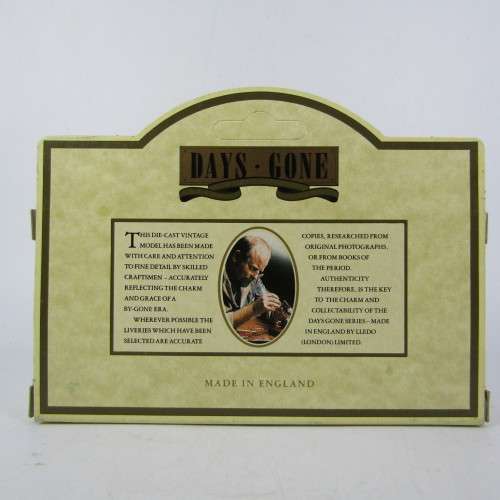 DAYS · GONE
THIS DIE-CAST VINTAGE
MODEL HAS BEEN MADE
WITH CARE AND ATTENTION
TO FINE DETAIL BY SKILLED
CRAFTSMEN – ACCURATELY
REFLECTING THE CHARM
AND GRACE OF A
BY-GONE ERA.
WHEREVER POSSIBLE THE
LIVERIES WHICH HAVE BEEN
SELECTED ARE ACCURATE
COPIES, RESEARCHED FROM
ORIGINAL PHOTOGRAPHS,
OR FROM BOOKS OF
THE PERIOD.
AUTHENTICITY
THEREFORE, IS THE KEY
TO THE CHARM AND
COLLECTABILITY OF THE
DAYS GONE SERIES – MADE
IN ENGLAND BY LLEDO
(LONDON) LIMITED.
MADE IN ENGLAND